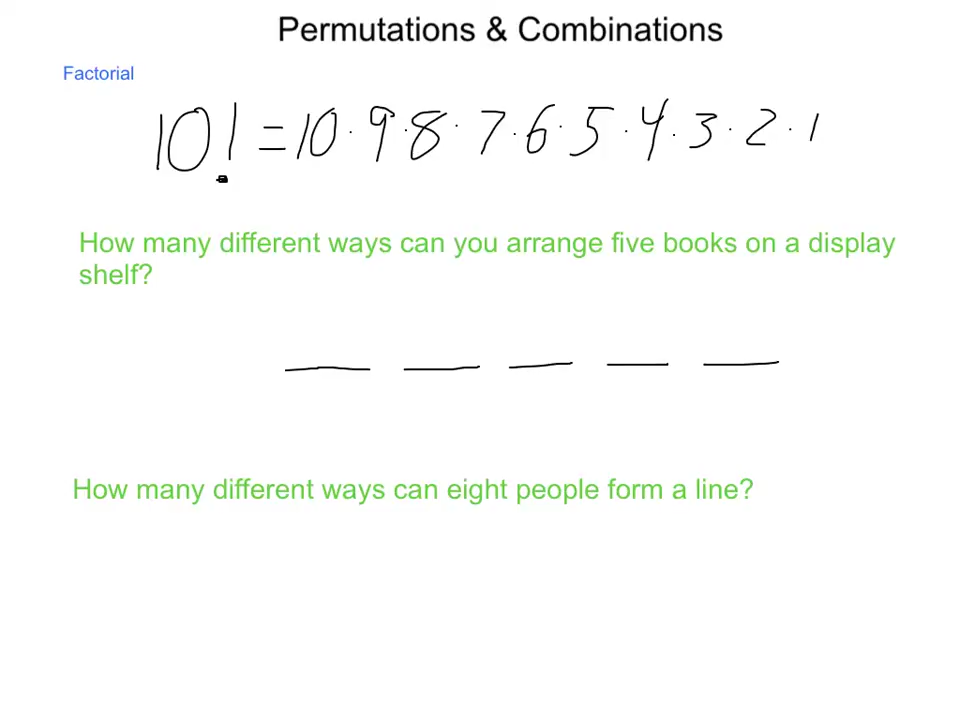 Permutations & Combinations
Factorial
10! = 10 · 9 · 8 · 7 · 6 · 5 · 4 · 3 · 2 · 1
How many different ways can you arrange five books on a display
shelf?
How many different ways can eight people form a line?